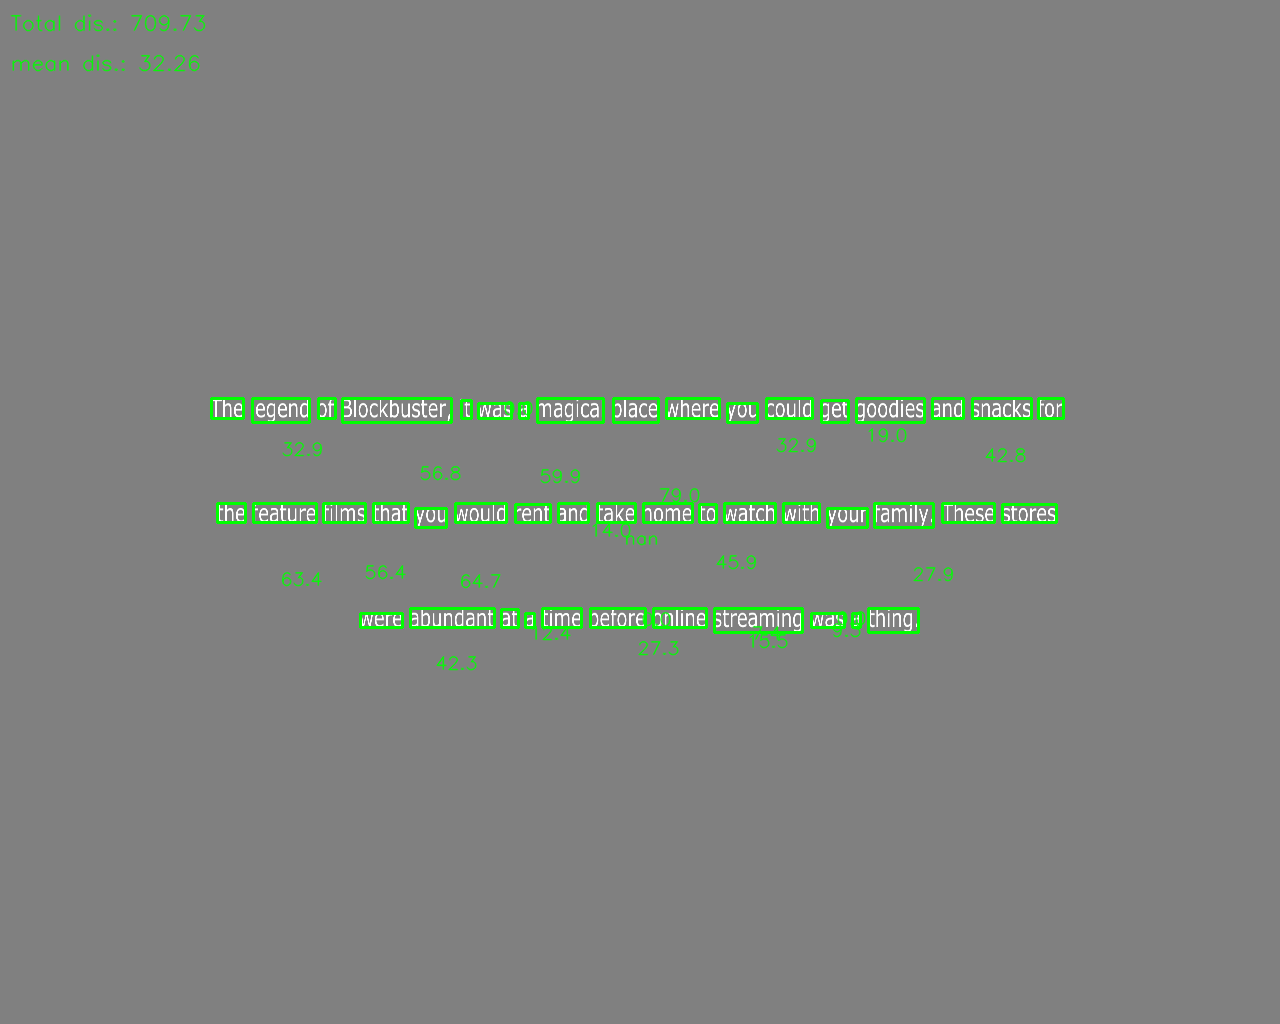 Total dis.: 709.73
mean dis.: 32.26
The legend of Blockbuster, it was a magical place where you could get goodies and snacks for
32.9 56.8 59.9 79.0 32.9 19.0 42.8
the feature films that you would rent and take home to watch with your family. These stores
63.4 56.4 64.7 14.0 nan 45.9 27.9
were abundant at a time before online streaming was a thing.
42.3 12.4 27.3 15.5 9.5